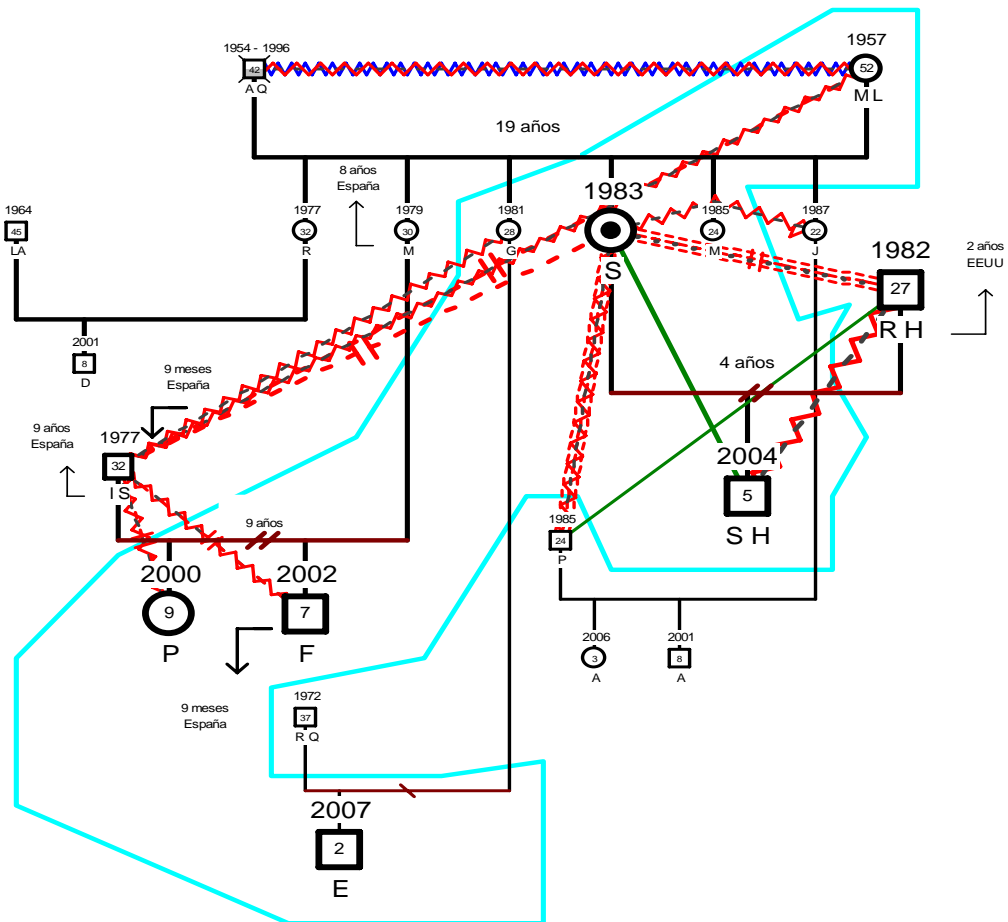 1954 - 1996
42
A Q
1957
52
M L
19 años
8 años
España
1964
45
LA
1977
32
R
1979
30
M
1981
28
G
1983
S
1985
24
M
1987
22
J
1982
27
R H
2 años
EEUU
2001
8
D
9 meses
España
4 años
9 años
España
1977
32
I S
2004
5
S H
9 años
1985
24
P
2000
9
P
2002
7
F
2006
3
A
2001
8
A
9 meses
España
1972
37
R Q
2007
2
E